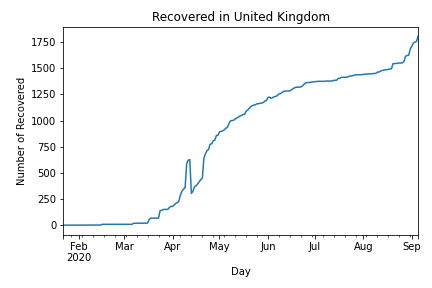 Recovered in United Kingdom
Number of Recovered
1750
1500
1250
1000
750
500
250
0
Feb
2020
Mar
Apr
May
Jun
Jul
Aug
Sep
Day